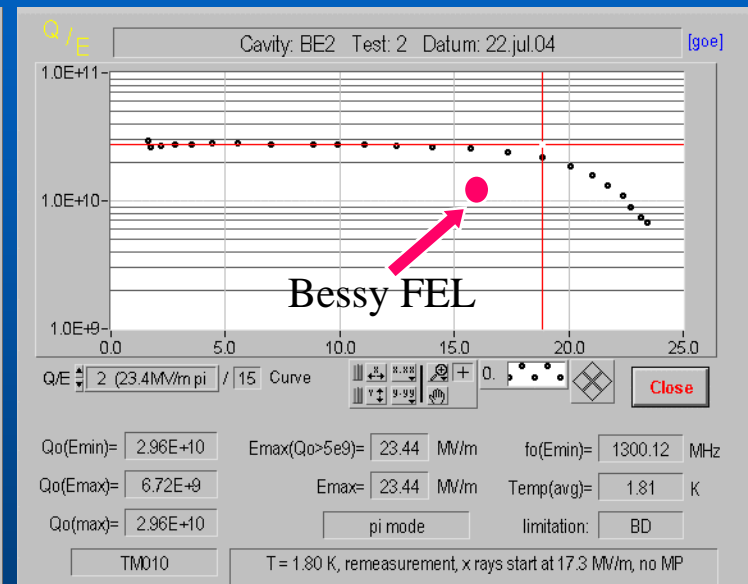 Q/E
Cavity: BE2 Test: 2 Datum: 22.jul.04 [goe]
1.0E+11
1.0E+10
Bessy FEL
1.0E+9
0.0 5.0 10.0 15.0 20.0 25.0
Q/E 2 (23.4MV/m pi / 15 Curve x.xx y.yy 0. Close
Qo(Emin)= 2.96E+10 Emax(Qo>5e9)= 23.44 MV/m fo(Emin)= 1300.12 MHz
Qo(Emax)= 6.72E+9 Emax= 23.44 MV/m Temp(avg)= 1.81 K
Qo(max)= 2.96E+10 pi mode limitation: BD
TM010 T = 1.80 K, remeasurement, x rays start at 17.3 MV/m, no MP